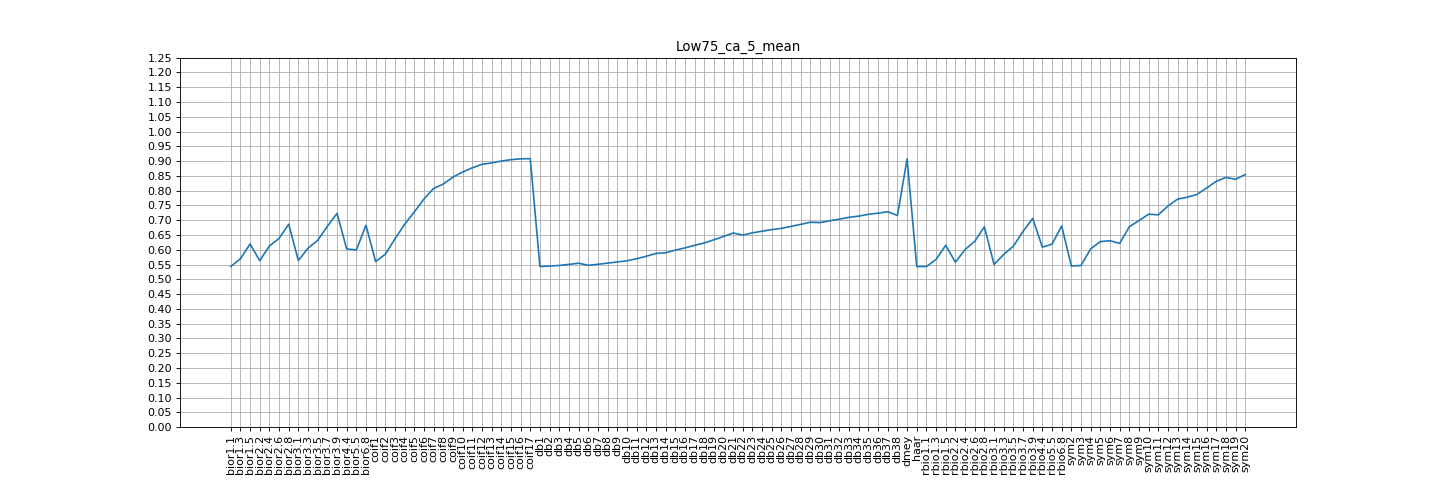 Low75_ca_5_mean
1.25
1.20
1.15
1.10
1.05
1.00
0.95
0.90
0.85
0.80
0.75
0.70
0.65
0.60
0.55
0.50
0.45
0.40
0.35
0.30
0.25
0.20
0.15
0.10
0.05
0.00
bior1.1
bior1.3
bior1.5
bior2.2
bior2.4
bior2.6
bior2.8
bior3.1
bior3.3
bior3.5
bior3.7
bior3.9
bior4.4
bior5.5
bior6.8
coif1
coif2
coif3
coif4
coif5
coif6
coif7
coif8
coif9
coif10
coif11
coif12
coif13
coif14
coif15
coif16
coif17
db1
db2
db3
db4
db5
db6
db7
db8
db9
db10
db11
db12
db13
db14
db15
db16
db17
db18
db19
db20
db21
db22
db23
db24
db25
db26
db27
db28
db29
db30
db31
db32
db33
db34
db35
db36
db37
db38
dmey
haar
rbio1.1
rbio1.3
rbio1.5
rbio2.2
rbio2.4
rbio2.6
rbio2.8
rbio3.1
rbio3.3
rbio3.5
rbio3.7
rbio3.9
rbio4.4
rbio5.5
rbio6.8
sym2
sym3
sym4
sym5
sym6
sym7
sym8
sym9
sym10
sym11
sym12
sym13
sym14
sym15
sym16
sym17
sym18
sym19
sym20